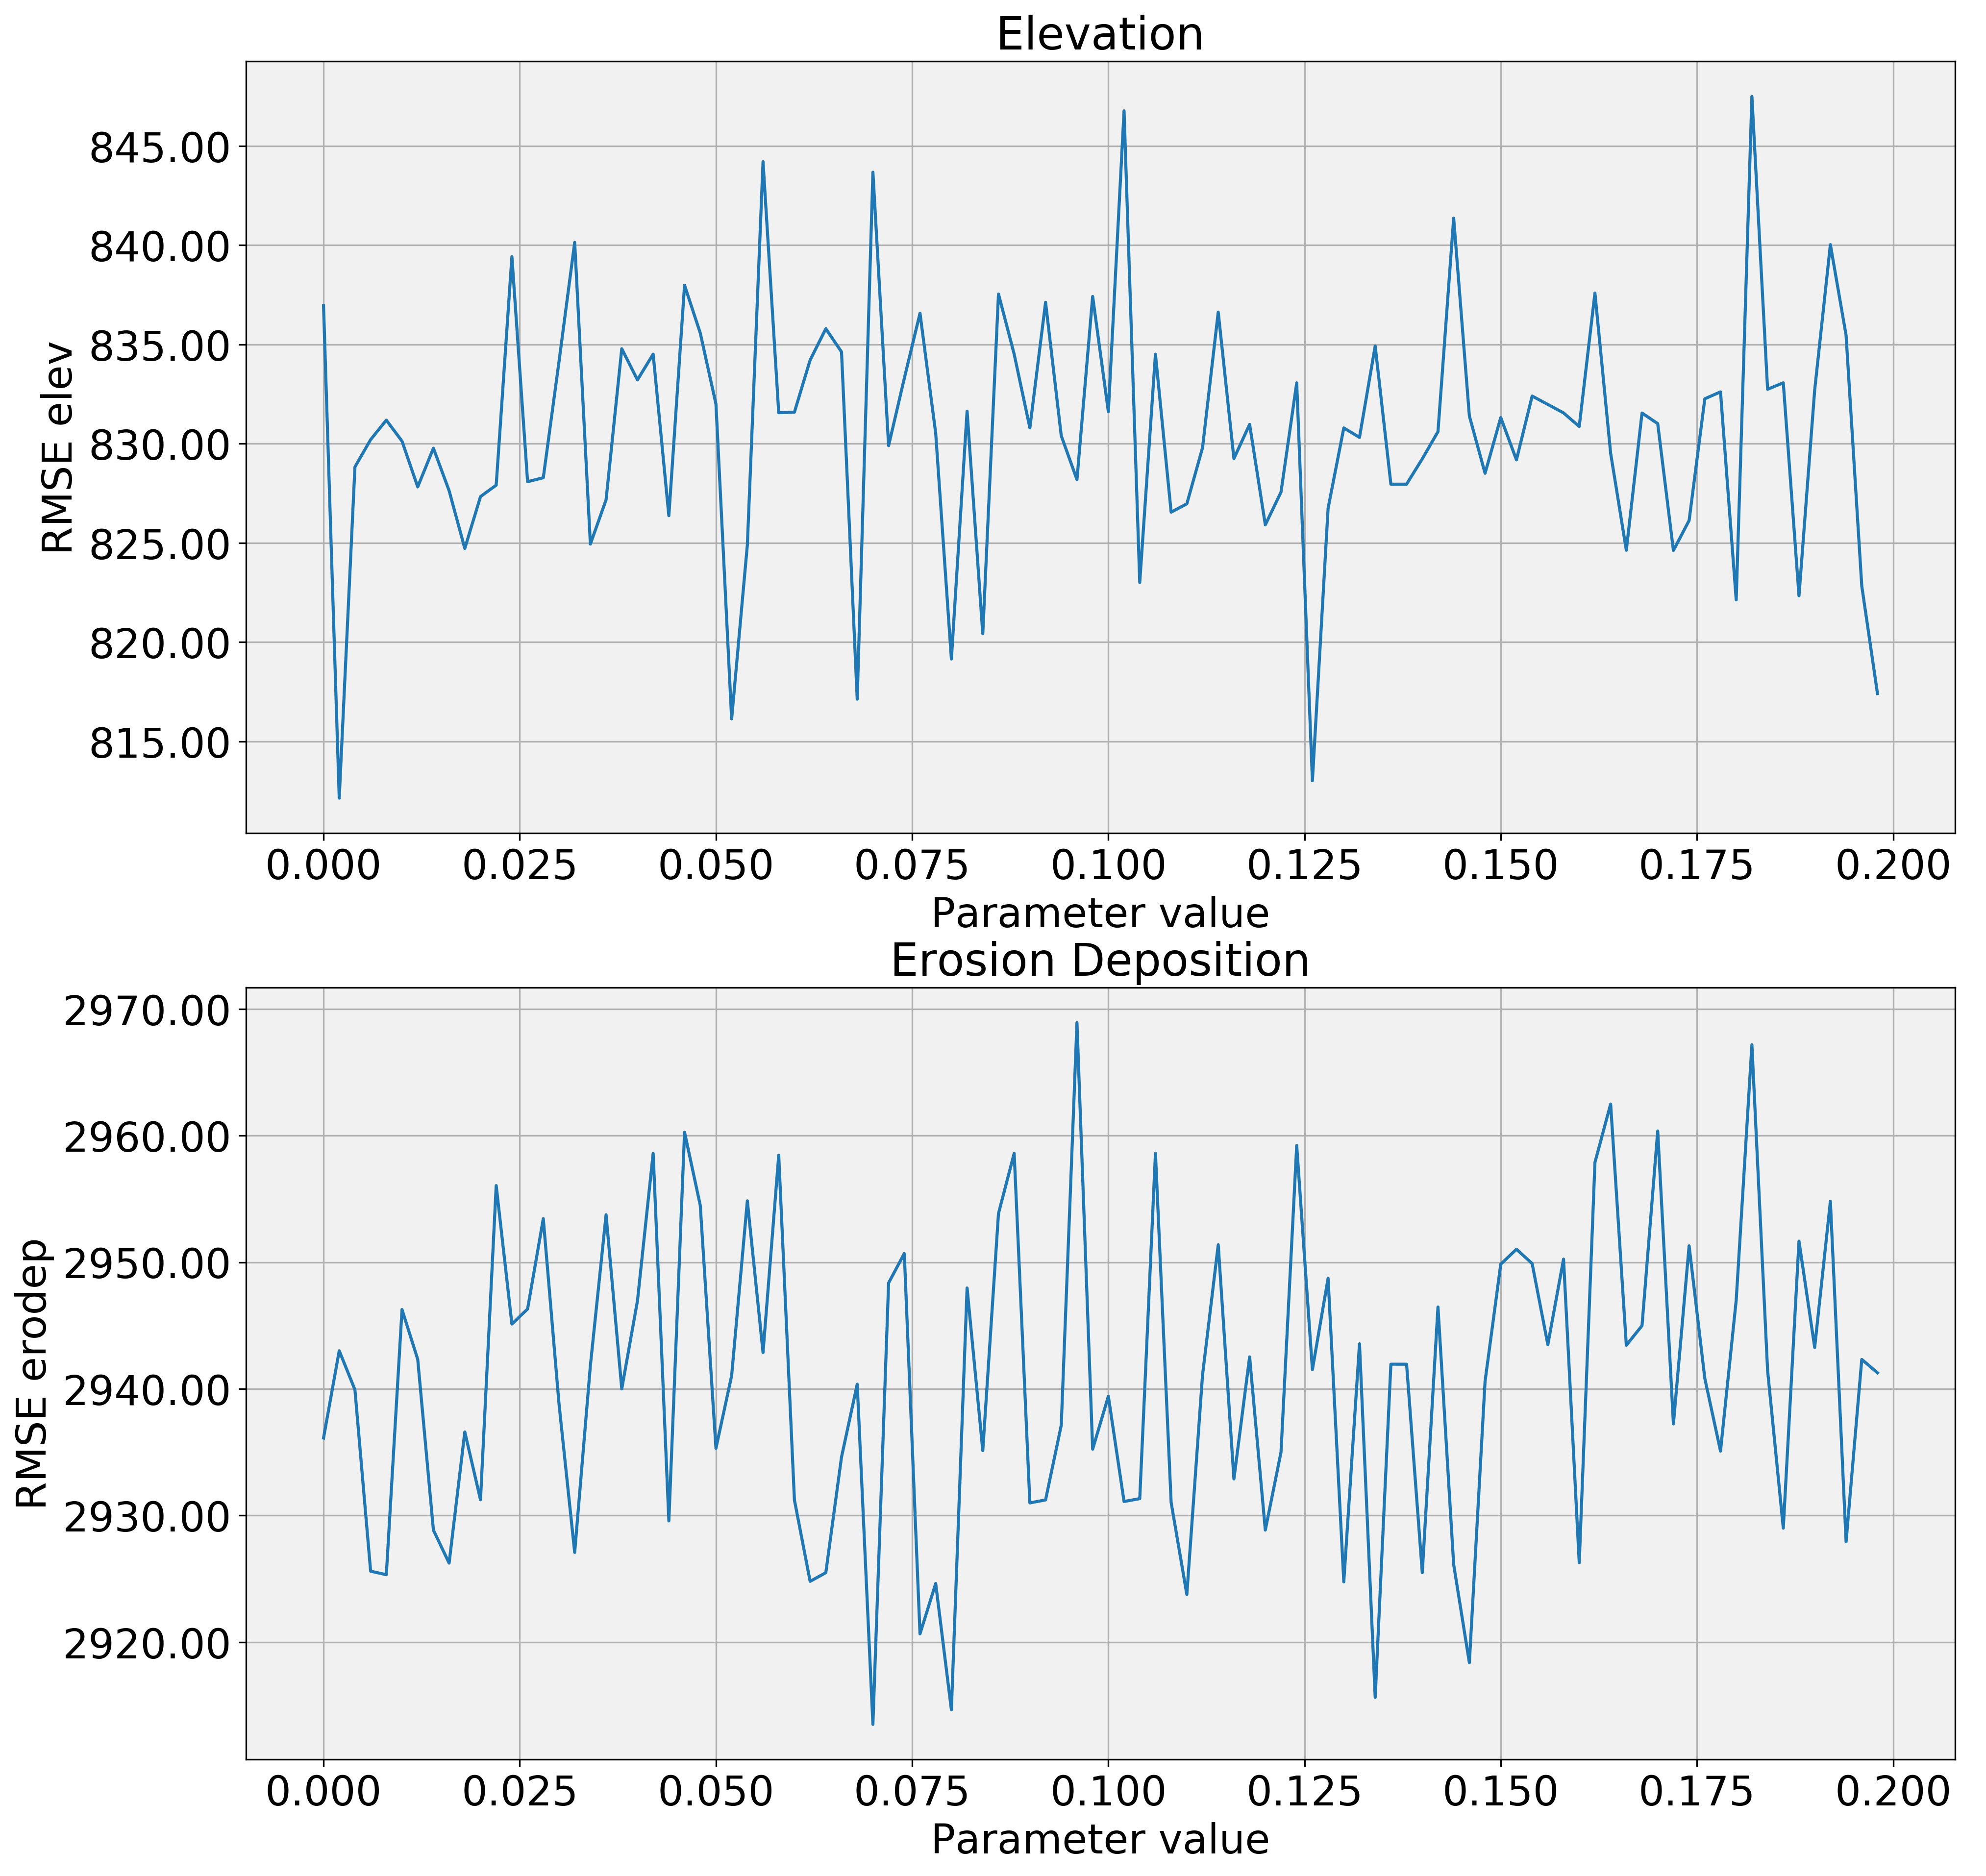 Elevation
RMSE elev
845.00
840.00
835.00
830.00
825.00
820.00
815.00
0.000 0.025 0.050 0.075 0.100 0.125 0.150 0.175 0.200
Parameter value
Erosion Deposition
RMSE erodep
2970.00
2960.00
2950.00
2940.00
2930.00
2920.00
0.000 0.025 0.050 0.075 0.100 0.125 0.150 0.175 0.200
Parameter value